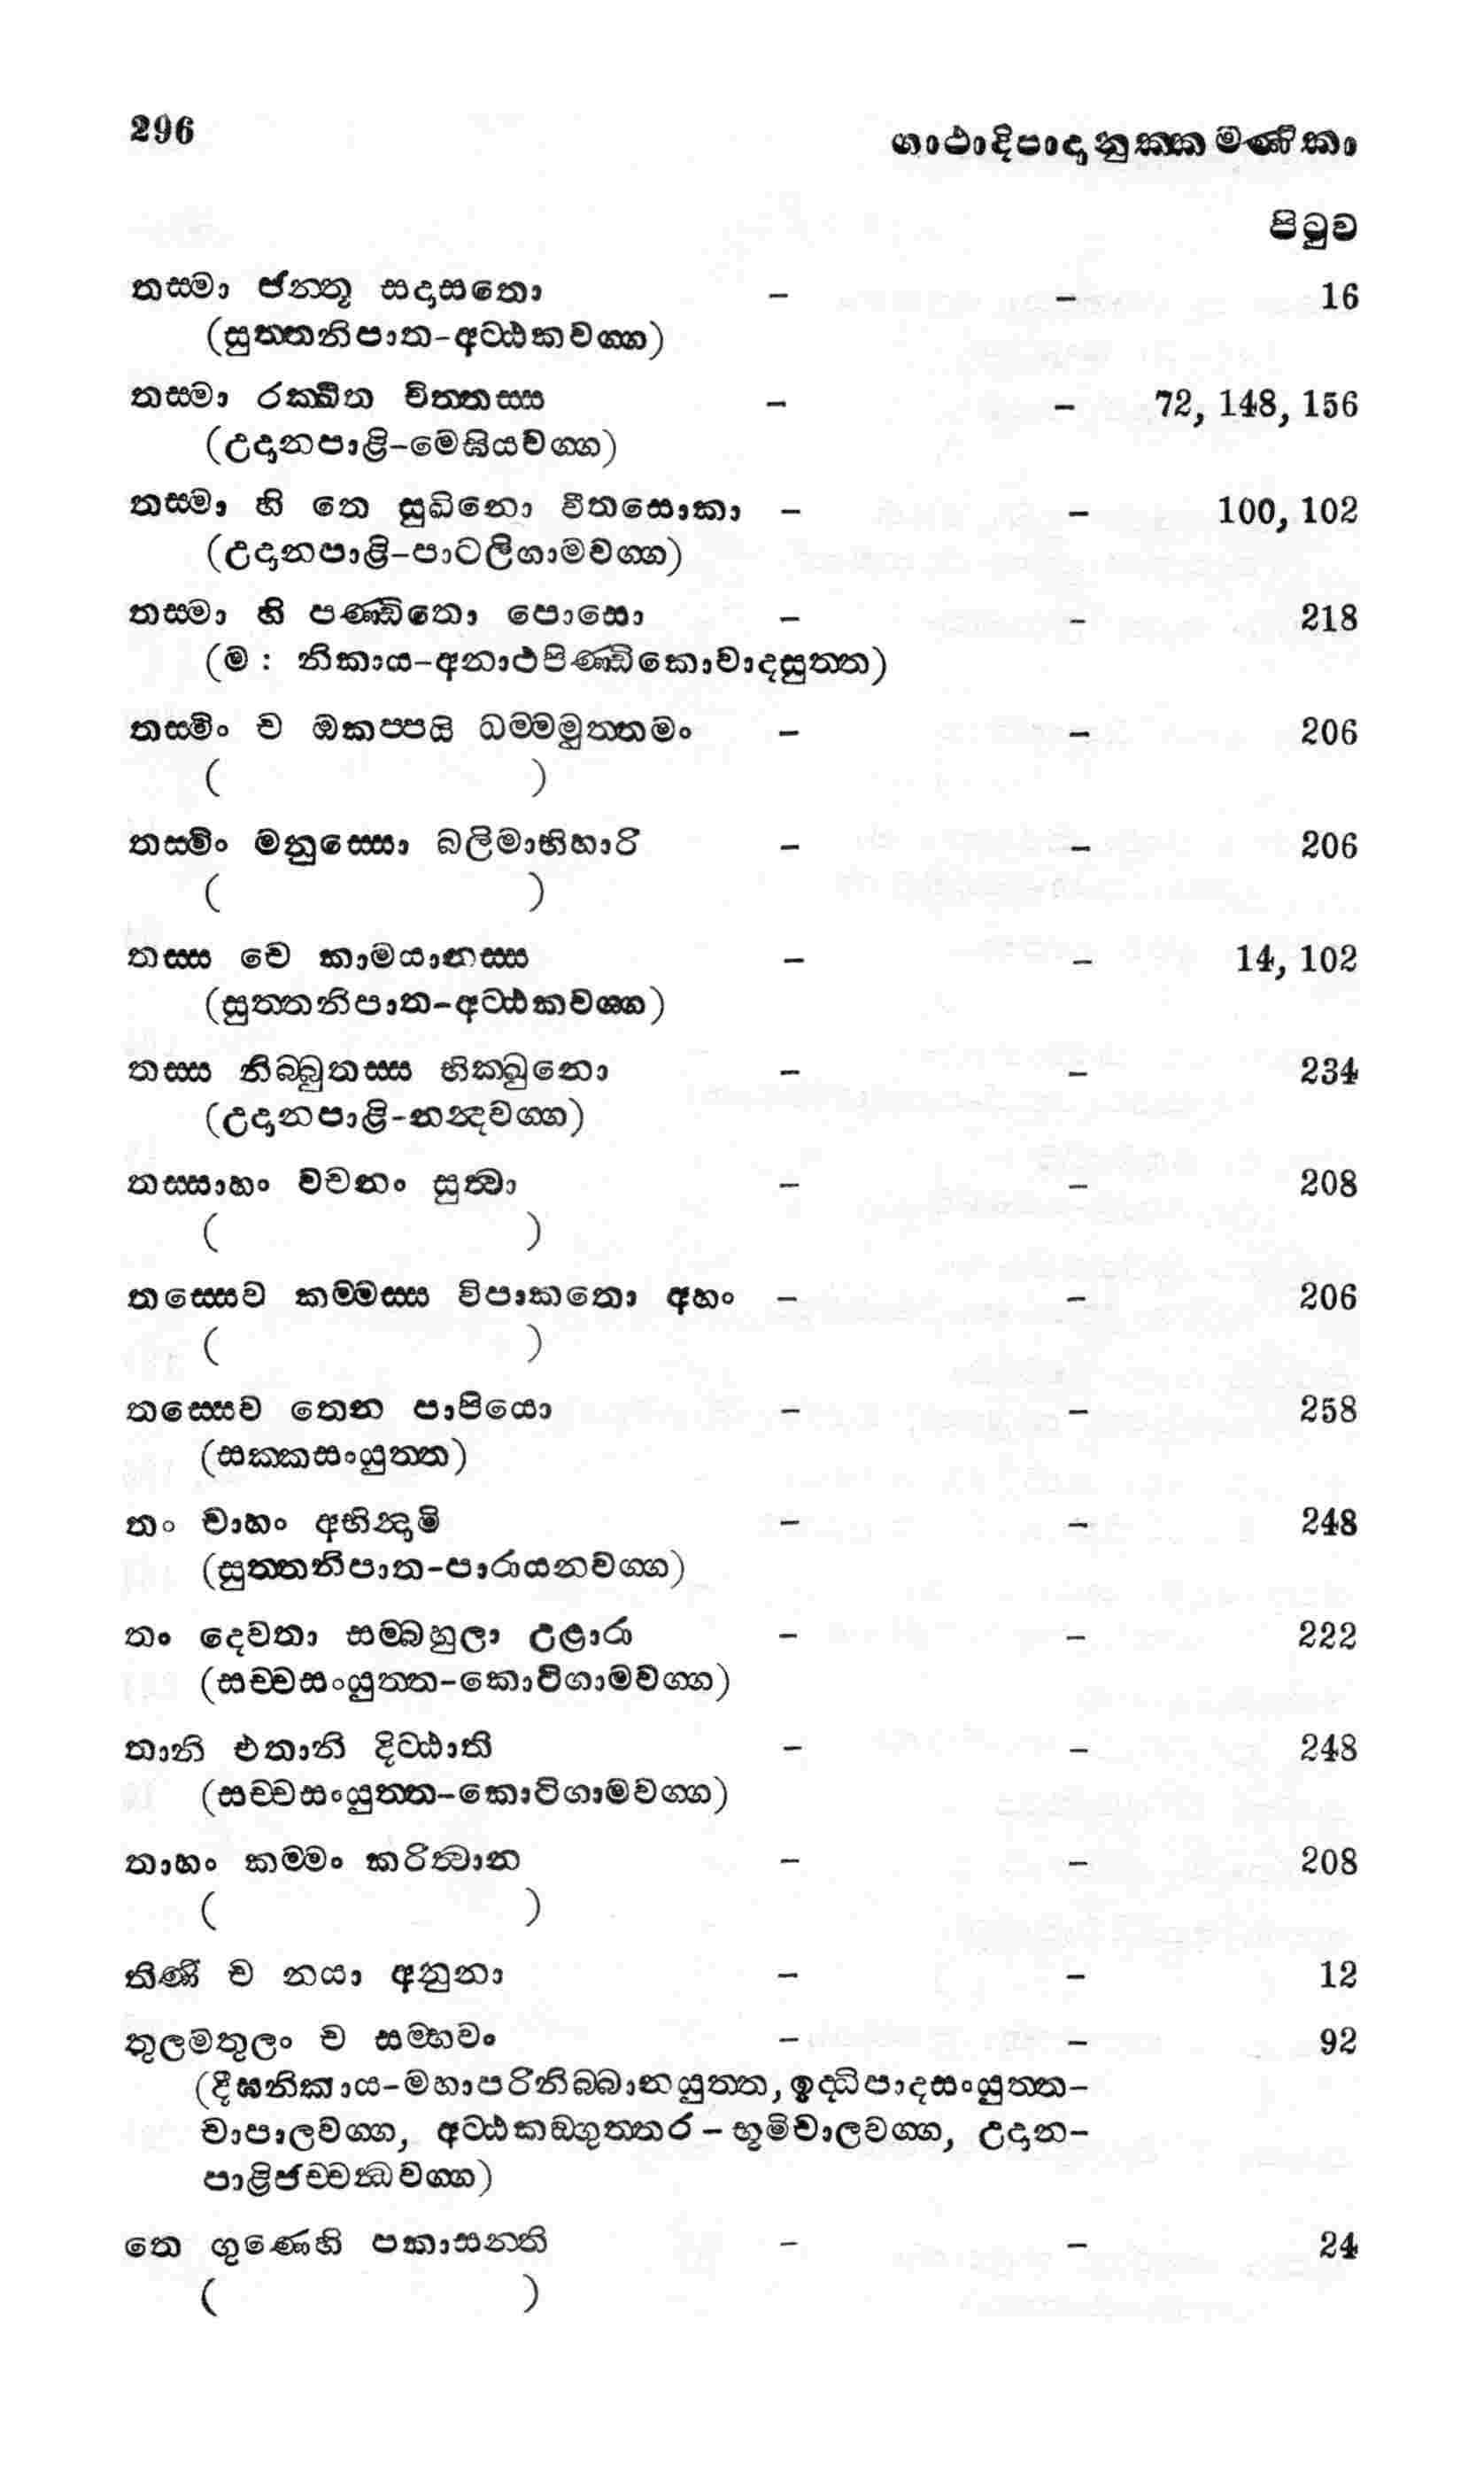 296
ගාථාදිපාදානුක්කමණිකා
පිටුව
තස්මා ජන්තූ සදාසතො - - 16
(සුත්තනිපාත-අට්ඨකවග්ග)
තස්මා රක්ඛිත චිත්තස්ස - - 72, 148, 156
(උදානපාළි-මෙඝියවග්ග)
තස්මා හි තෙ සුඛිනො වීතසොකා - - 100, 102
(උදානපාළි-පාටලිගාමවග්ග)
තස්මා හි පණ්ඩිතො පොසො - - 218
(ම : නිකාය-අනාථපිණ්ඩිකොවාදසුත්ත)
තස්මිං ච ඔකප්පයි ධම්මමුත්තමං - - 206
( )
තස්මිං මනුස්සො බලිමාභිහාරි - - 206
( )
තස්ස චෙ කාමයානස්ස - - 14, 102
(සුත්තනිපාත-අට්ඨකවග්ග)
තස්ස නිබ්බුතස්ස භික්ඛුනො - - 234
(උදානපාළි-නන්දවග්ග)
තස්සාහං වචනං සුත්වා - - 208
( )
තස්සෙව කම්මස්ස විපාකතො අහං - - 206
( )
තස්සෙව තෙන පාපියො - - 258
(සක්කසංයුත්ත)
තං චාහං අභිඤ්ඤාමි - - 248
(සුත්තනිපාත-පාරායනවග්ග)
තං දෙවතා සම්බහුලා උළාරා - - 222
(සච්චසංයුත්ත-කොටිගාමවග්ග)
තානි එතානි දිට්ඨානි - - 248
(සච්චසංයුත්ත-කොටිගාමවග්ග)
තාහං කම්මං කරිත්වාන - - 208
( )
තිණි ච නයා අනුනා - - 12
තුලමතුලං ච සම්භවං - - 92
(දීඝනිකාය-මහාපරිනිබ්බානයුත්ත, ඉද්ධිපාදසංයුත්ත-
චාපාලවග්ග, අට්ඨකඞ්ගුත්තර - භූමිචාලවග්ග, උදාන-
පාළිජච්චන්ධවග්ග)
තෙ ගුණෙහි පකාසන්ති - - 24
( )